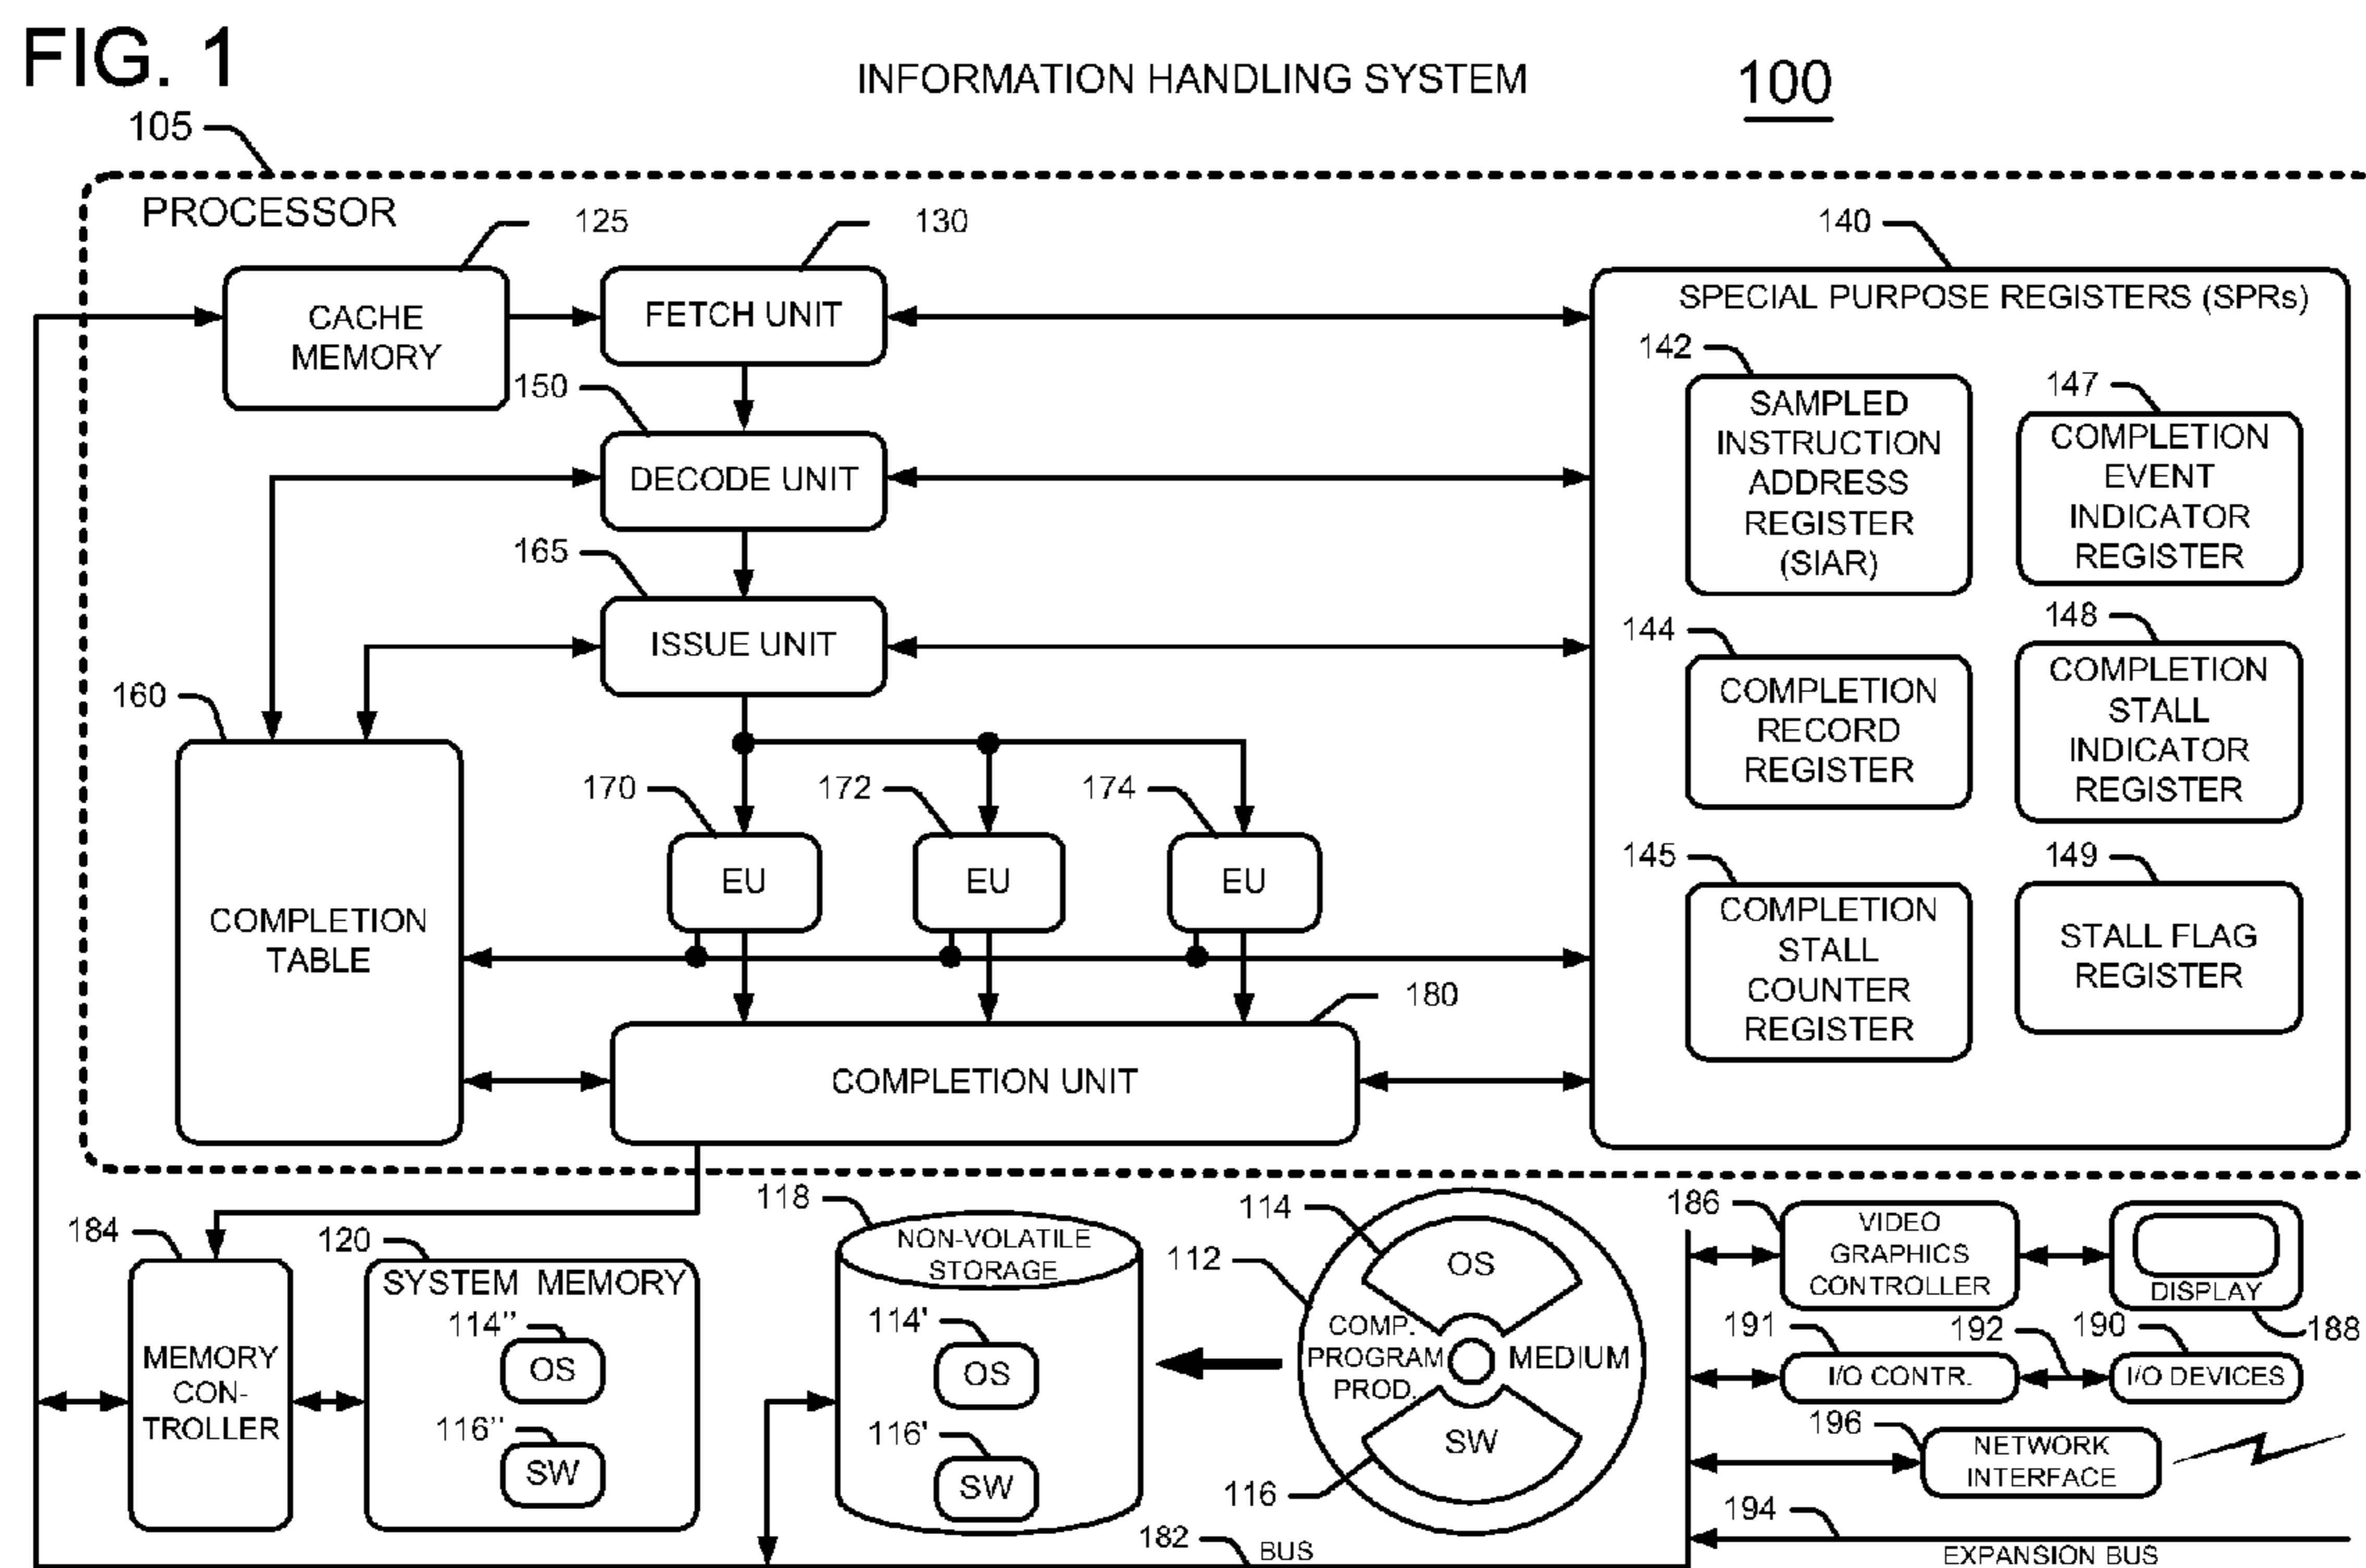 FIG. 1
INFORMATION HANDLING SYSTEM
100
105
PROCESSOR
125
130
140
CACHE
MEMORY
FETCH UNIT
SPECIAL PURPOSE REGISTERS (SPRs)
142
147
150
SAMPLED
INSTRUCTION
ADDRESS
REGISTER
(SIAR)
COMPLETION
EVENT
INDICATOR
REGISTER
DECODE UNIT
165
ISSUE UNIT
144
148
COMPLETION
RECORD
REGISTER
COMPLETION
STALL
INDICATOR
REGISTER
160
170
172
174
EU
EU
EU
145
149
COMPLETION
TABLE
COMPLETION
STALL
COUNTER
REGISTER
STALL FLAG
REGISTER
180
COMPLETION UNIT
184
120
118
114
112
186
MEMORY
CON-
TROLLER
SYSTEM MEMORY
114''
OS
116''
SW
NON-VOLATILE
STORAGE
114'
OS
116'
SW
OS
COMP.
PROGRAM
PROD.
MEDIUM
SW
116
VIDEO
GRAPHICS
CONTROLLER
DISPLAY
188
191
192
190
I/O CONTR.
I/O DEVICES
196
NETWORK
INTERFACE
194
182
BUS
EXPANSION BUS